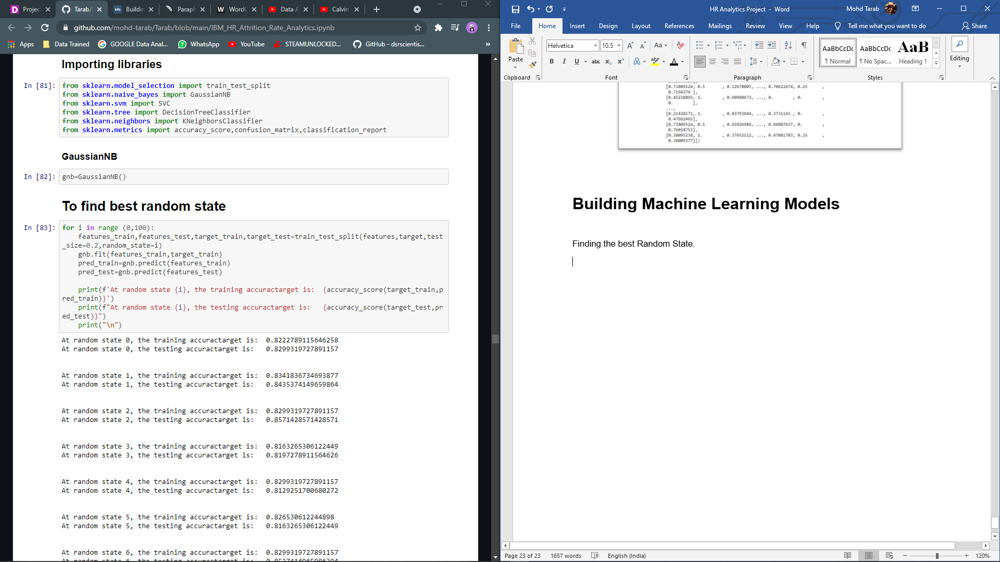 Projec
Tarab/
Buildin
Paraph
WordC
Data A
Calvin
github.com/mohd-tarab/Tarab/blob/main/IBM_HR_Attrition_Rate_Analytics.ipynb
Apps Data Trained GOOGLE Data Anal... WhatsApp YouTube STEAMUNLOCKED... GitHub - dsrscientis... »
Importing libraries
In [81]:
from sklearn.model_selection import train_test_split
from sklearn.naive_bayes import GaussianNB
from sklearn.svm import SVC
from sklearn.tree import DecisionTreeClassifier
from sklearn.neighbors import KNeighborsClassifier
from sklearn.metrics import accuracy_score,confusion_matrix,classification_report
GaussianNB
In [82]:
gnb=GaussianNB()
To find best random state
In [83]:
for i in range (0,100):
    features_train,features_test,target_train,target_test=train_test_split(features,target,test
_size=0.2,random_state=i)
    gnb.fit(features_train,target_train)
    pred_train=gnb.predict(features_train)
    pred_test=gnb.predict(features_test)
    print(f'At random state {i}, the training accuractarget is:  {accuracy_score(target_train,p
red_train)}')
    print(f"At random state {i}, the testing accuractarget is:   {accuracy_score(target_test,pr
ed_test)}")
    print("\n")
At random state 0, the training accuractarget is:  0.8222789115646258
At random state 0, the testing accuractarget is:   0.8299319727891157
At random state 1, the training accuractarget is:  0.8341836734693877
At random state 1, the testing accuractarget is:   0.8435374149659864
At random state 2, the training accuractarget is:  0.8299319727891157
At random state 2, the testing accuractarget is:   0.8571428571428571
At random state 3, the training accuractarget is:  0.8163265306122449
At random state 3, the testing accuractarget is:   0.8197278911564626
At random state 4, the training accuractarget is:  0.8299319727891157
At random state 4, the testing accuractarget is:   0.8129251700680272
At random state 5, the training accuractarget is:  0.826530612244898
At random state 5, the testing accuractarget is:   0.8163265306122449
At random state 6, the training accuractarget is:  0.8299319727891157
HR Analytics Project - Word
Mohd Tarab
File Home Insert Design Layout References Mailings Review View Help Tell me what you want to do Share
Paste
Clipboard
Helvetica 10.5
Font
Paragraph
AaBbCcDc AaBbCcDc AaB
¶ Normal ¶ No Spac... Heading 1
Styles
Editing
[0.73809524, 0.5 , 0.12670007, ..., 0.70622674, 0.25 ,
0.7194374 ],
[0.45238095, 1. , 0.90980673, ..., 0. , 0. ,
0. ],
...,
[0.21428571, 1. , 0.03793844, ..., 0.3731143 , 0. ,
0.47962493],
[0.73809524, 0.5 , 0.65926986, ..., 0.66087637, 0. ,
0.76018753],
[0.38095238, 1. , 0.37652112, ..., 0.47081783, 0.25 ,
0.38009377]])
Building Machine Learning Models
Finding the best Random State.
Page 23 of 23 1657 words English (India) 120%